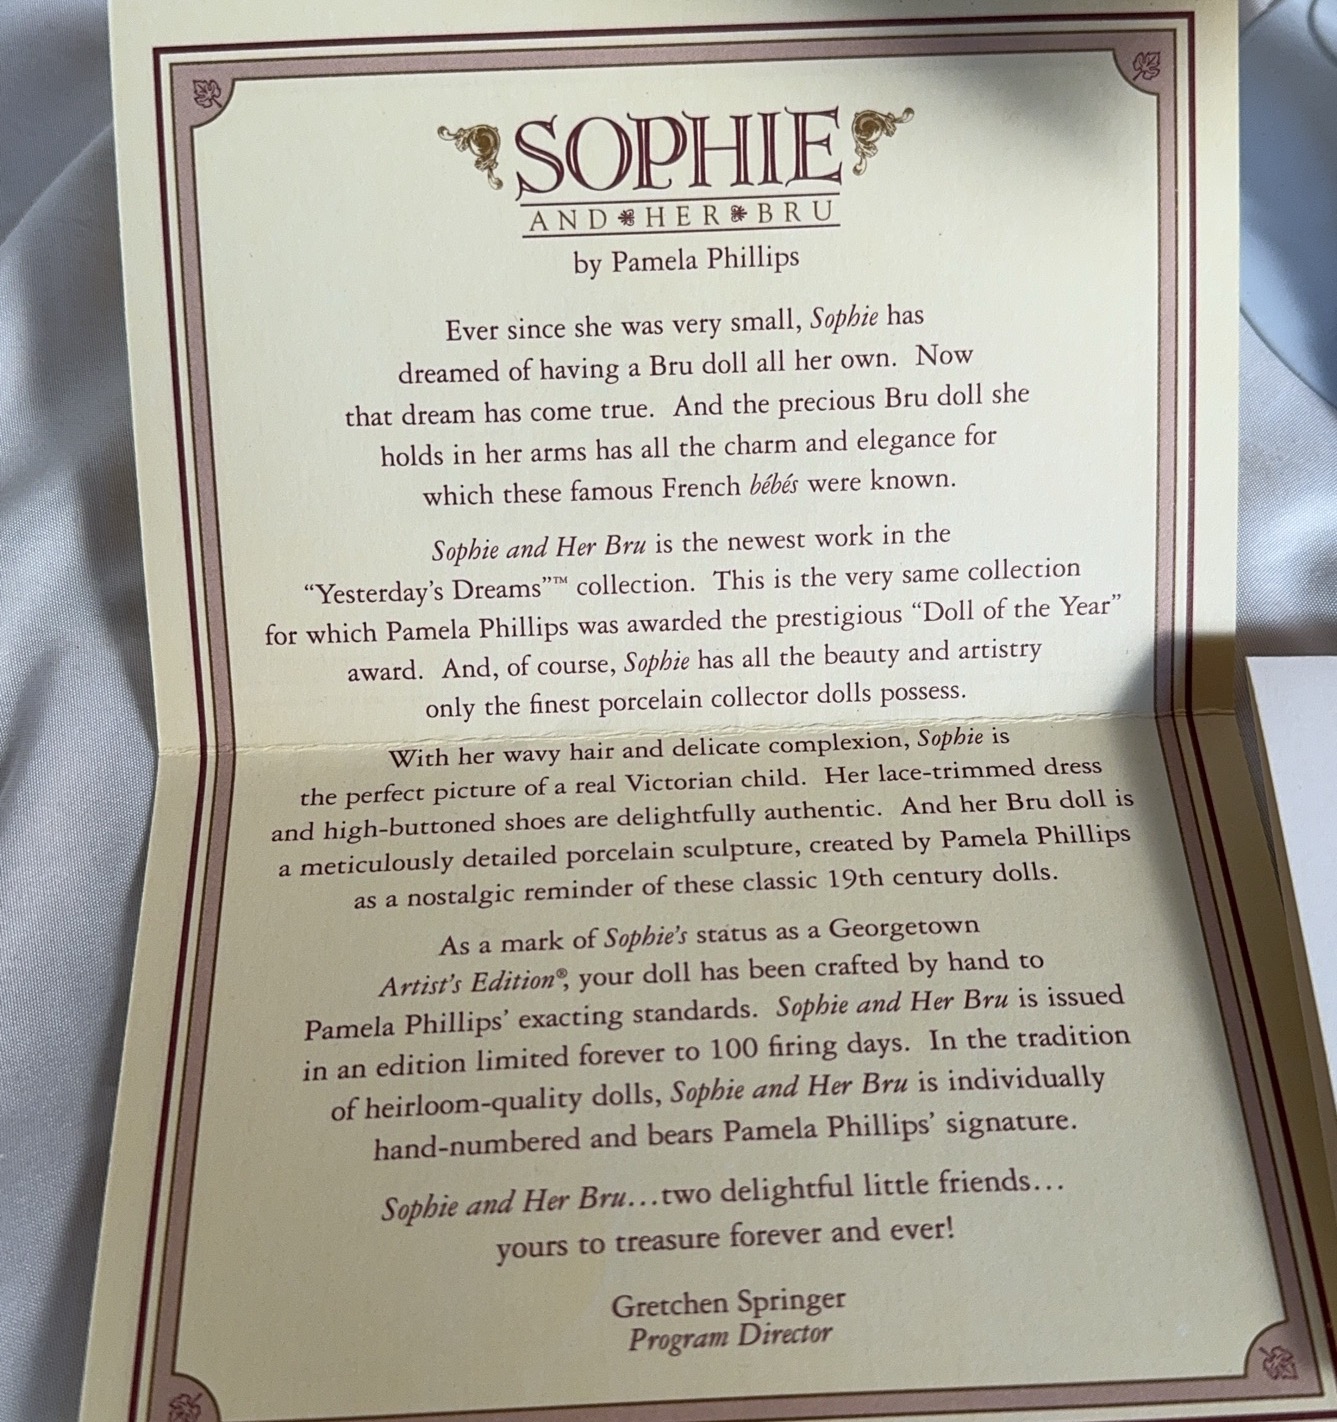 SOPHIE
AND HER BRU
by Pamela Phillips
Ever since she was very small, Sophie has
dreamed of having a Bru doll all her own. Now
that dream has come true. And the precious Bru doll she
holds in her arms has all the charm and elegance for
which these famous French bébés were known.
Sophie and Her Bru is the newest work in the
“Yesterday’s Dreams”™ collection. This is the very same collection
for which Pamela Phillips was awarded the prestigious “Doll of the Year”
award. And, of course, Sophie has all the beauty and artistry
only the finest porcelain collector dolls possess.
With her wavy hair and delicate complexion, Sophie is
the perfect picture of a real Victorian child. Her lace-trimmed dress
and high-buttoned shoes are delightfully authentic. And her Bru doll is
a meticulously detailed porcelain sculpture, created by Pamela Phillips
as a nostalgic reminder of these classic 19th century dolls.
As a mark of Sophie’s status as a Georgetown
Artist’s Edition®, your doll has been crafted by hand to
Pamela Phillips’ exacting standards. Sophie and Her Bru is issued
in an edition limited forever to 100 firing days. In the tradition
of heirloom-quality dolls, Sophie and Her Bru is individually
hand-numbered and bears Pamela Phillips’ signature.
Sophie and Her Bru…two delightful little friends…
yours to treasure forever and ever!
Gretchen Springer
Program Director